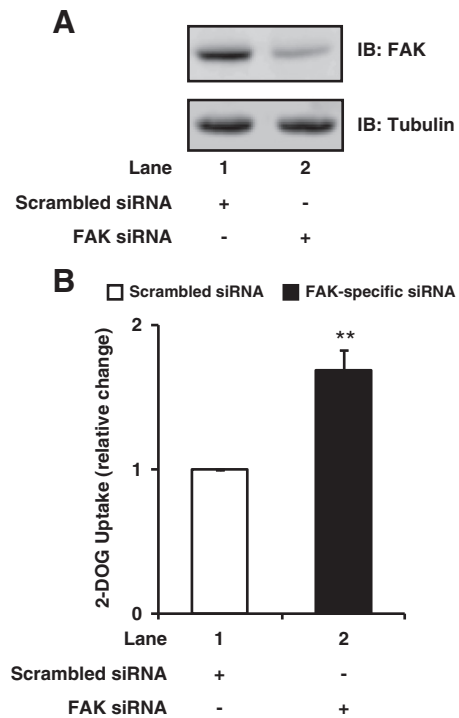 A
IB: FAK
IB: Tubulin
Lane 1 2
Scrambled siRNA + -
FAK siRNA - +
B
Scrambled siRNA FAK-specific siRNA
2-DOG Uptake (relative change)
2
**
1
0
Lane 1 2
Scrambled siRNA + -
FAK siRNA - +